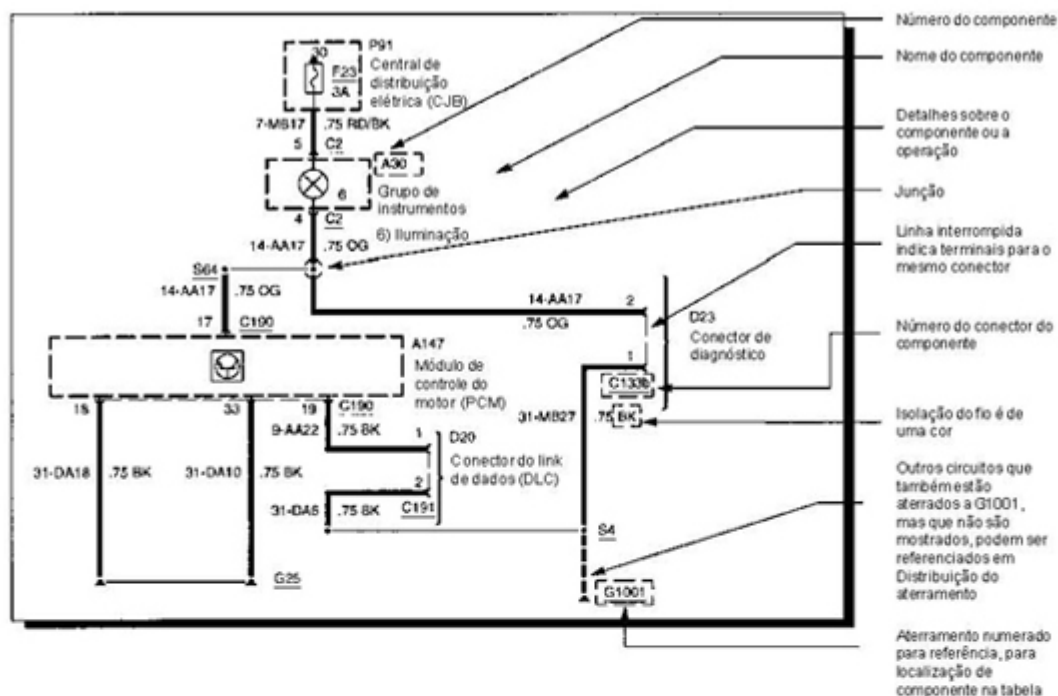 30
P91
F23
3A
Central de
distribuição
elétrica (CJB)
7-MB17 .75 RD/BK
5 C2
A30
6
Grupo de
instrumentos
6) Iluminação
4 C2
14-AA17 .75 OG
S64
14-AA17 .75 OG
17 C190
A147
Módulo de
controle do
motor (PCM)
18 33 19 C190
9-AA22 .75 BK
31-DA18 .75 BK
31-DA10 .75 BK
1
D20
Conector do link
de dados (DLC)
2
C191
31-DA5 .75 BK
G25
14-AA17 2
.75 OG
D23
Conector de
diagnóstico
1
C133b
31-MB27 .75 BK
S4
G1001
Número do componente
Nome do componente
Detalhes sobre o
componente ou a
operação
Junção
Linha interrompida
indica terminais para o
mesmo conector
Número do conector do
componente
Isolação do fio é de
uma cor
Outros circuitos que
também estão
aterrados a G1001,
mas que não são
mostrados, podem ser
referenciados em
Distribuição do
aterramento
Aterramento numerado
para referência, para
localização de
componente na tabela